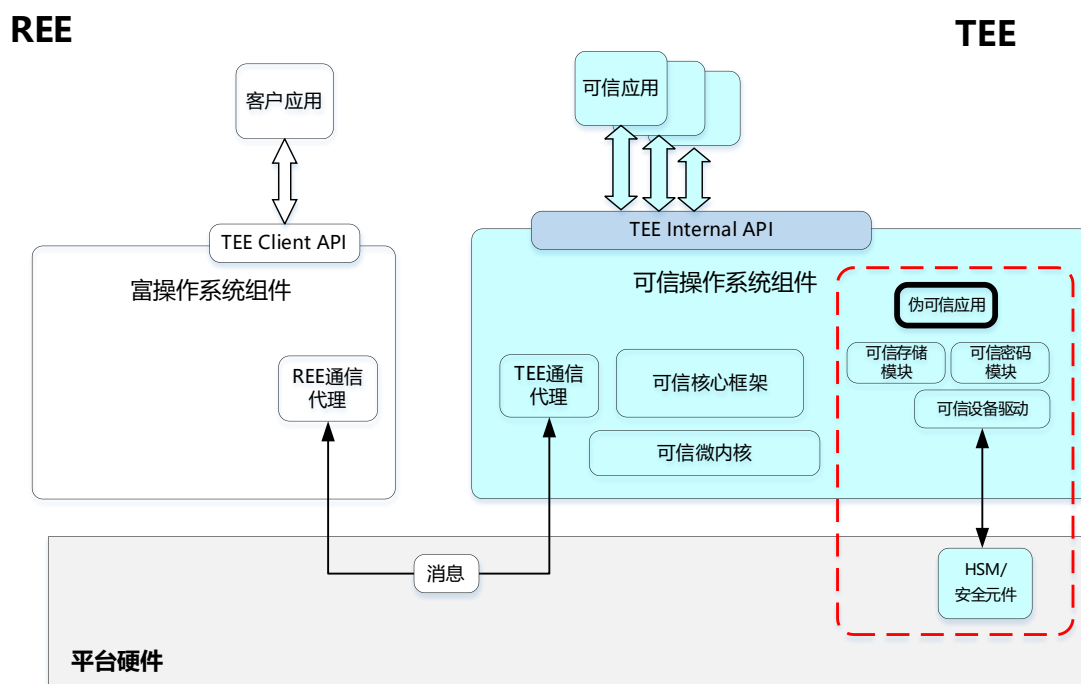 REE
TEE
客户应用
可信应用
TEE Client API
TEE Internal API
富操作系统组件
可信操作系统组件
伪可信应用
REE通信
代理
TEE通信
代理
可信核心框架
可信存储
模块
可信密码
模块
可信设备驱动
可信微内核
消息
HSM/
安全元件
平台硬件